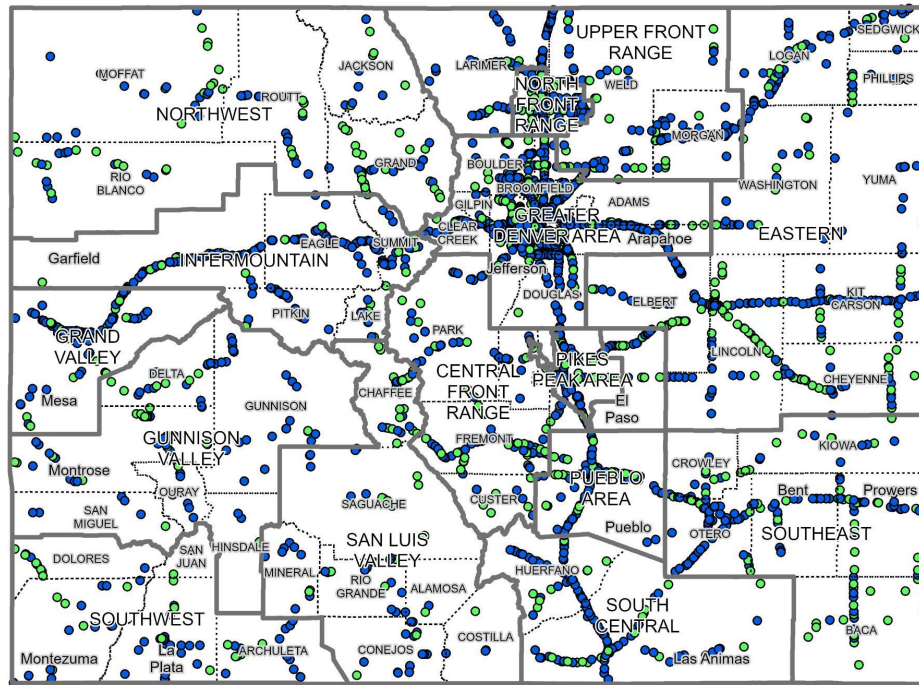 UPPER FRONT
RANGE
SEDGWICK
LOGAN
LARIMER
JACKSON
MOFFAT
PHILLIPS
NORTH
FRONT
RANGE
WELD
ROUTT
NORTHWEST
MORGAN
GRAND
BOULDER
RIO
BLANCO
BROOMFIELD
WASHINGTON
YUMA
GILPIN
ADAMS
GREATER
DENVER AREA
CLEAR
CREEK
EASTERN
Arapahoe
EAGLE
SUMMIT
Garfield
INTERMOUNTAIN
Jefferson
DOUGLAS
ELBERT
KIT
CARSON
PITKIN
LAKE
PARK
GRAND
VALLEY
LINCOLN
PIKES
PEAK AREA
DELTA
CENTRAL
FRONT
RANGE
CHEYENNE
Mesa
CHAFFEE
El
Paso
GUNNISON
GUNNISON
VALLEY
FREMONT
KIOWA
CROWLEY
Montrose
PUEBLO
AREA
OURAY
Bent
Prowers
CUSTER
SAGUACHE
SAN
MIGUEL
Pueblo
OTERO
SOUTHEAST
SAN LUIS
VALLEY
SAN
JUAN
HINSDALE
DOLORES
MINERAL
HUERFANO
RIO
GRANDE
ALAMOSA
SOUTH
CENTRAL
SOUTHWEST
BACA
La
Plata
COSTILLA
ARCHULETA
CONEJOS
Montezuma
Las Animas